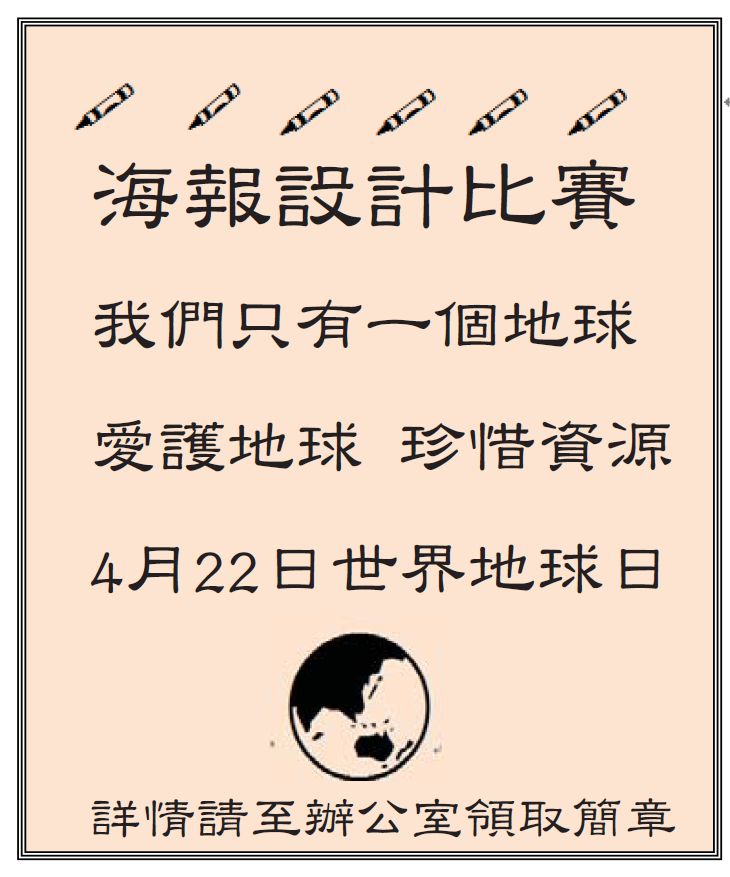 海報設計比賽
我們只有一個地球
愛護地球 珍惜資源
4月22日世界地球日
詳情請至辦公室領取簡章